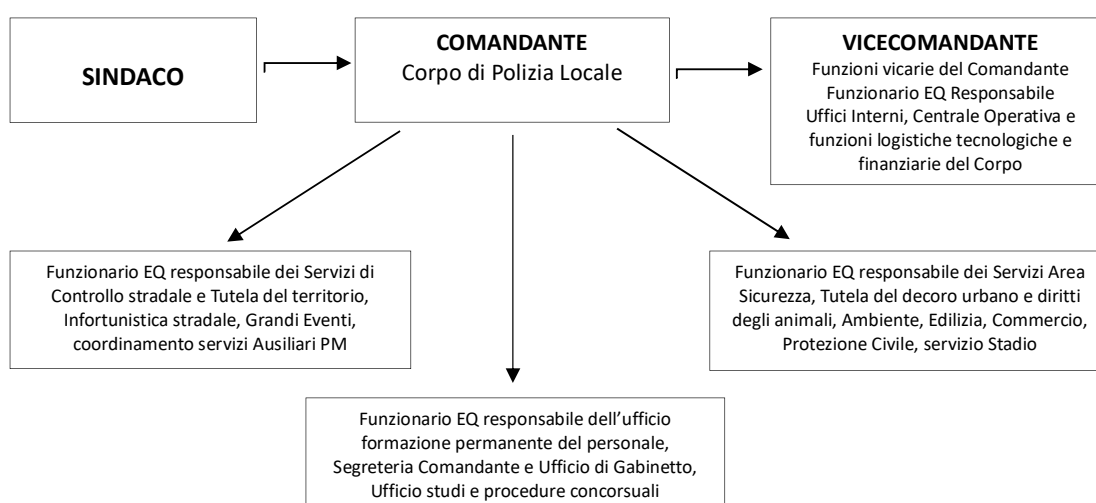 SINDACO
COMANDANTE
Corpo di Polizia Locale
VICECOMANDANTE
Funzioni vicarie del Comandante
Funzionario EQ Responsabile
Uffici Interni, Centrale Operativa e
funzioni logistiche tecnologiche e
finanziarie del Corpo
Funzionario EQ responsabile dei Servizi di
Controllo stradale e Tutela del territorio,
Infortunistica stradale, Grandi Eventi,
coordinamento servizi Ausiliari PM
Funzionario EQ responsabile dei Servizi Area
Sicurezza, Tutela del decoro urbano e diritti
degli animali, Ambiente, Edilizia, Commercio,
Protezione Civile, servizio Stadio
Funzionario EQ responsabile dell’ufficio
formazione permanente del personale,
Segreteria Comandante e Ufficio di Gabinetto,
Ufficio studi e procedure concorsuali